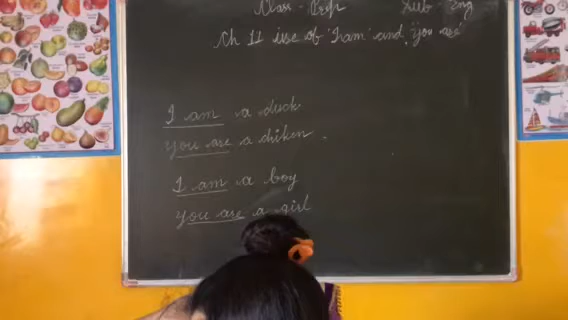 Class - Prep Sub - Eng
Ch 11 use of 'I am' and 'you are'
I am a duck
you are a chiken .
I am a boy
you are a girl